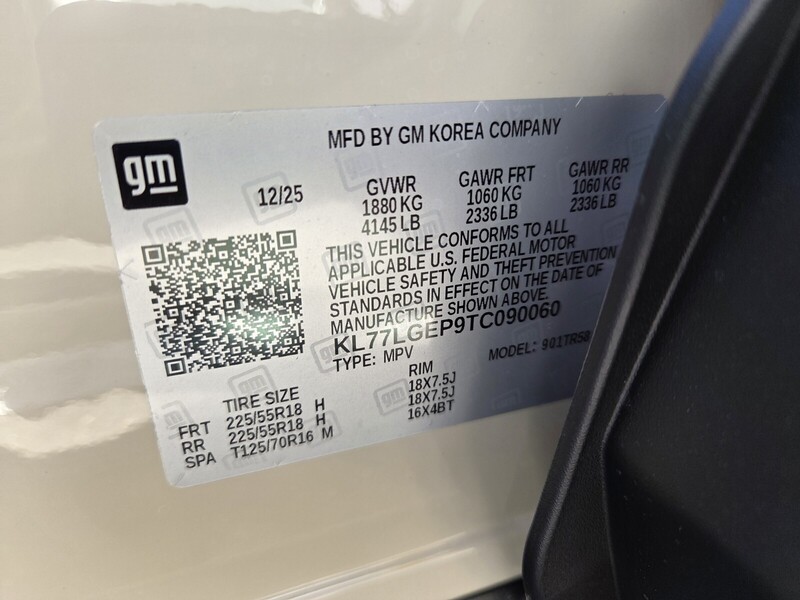 MFD BY GM KOREA COMPANY
gm
12/25
GVWR GAWR FRT GAWR RR
1880 KG 1060 KG 1060 KG
4145 LB 2336 LB 2336 LB
THIS VEHICLE CONFORMS TO ALL
APPLICABLE U.S. FEDERAL MOTOR
VEHICLE SAFETY AND THEFT PREVENTION
STANDARDS IN EFFECT ON THE DATE OF
MANUFACTURE SHOWN ABOVE.
KL77LGEP9TC090060
TYPE: MPV MODEL:
TIRE SIZE RIM
FRT 225/55R18 H 18X7.5J
RR 225/55R18 H 18X7.5J
SPA T125/70R16 M 16X4BT